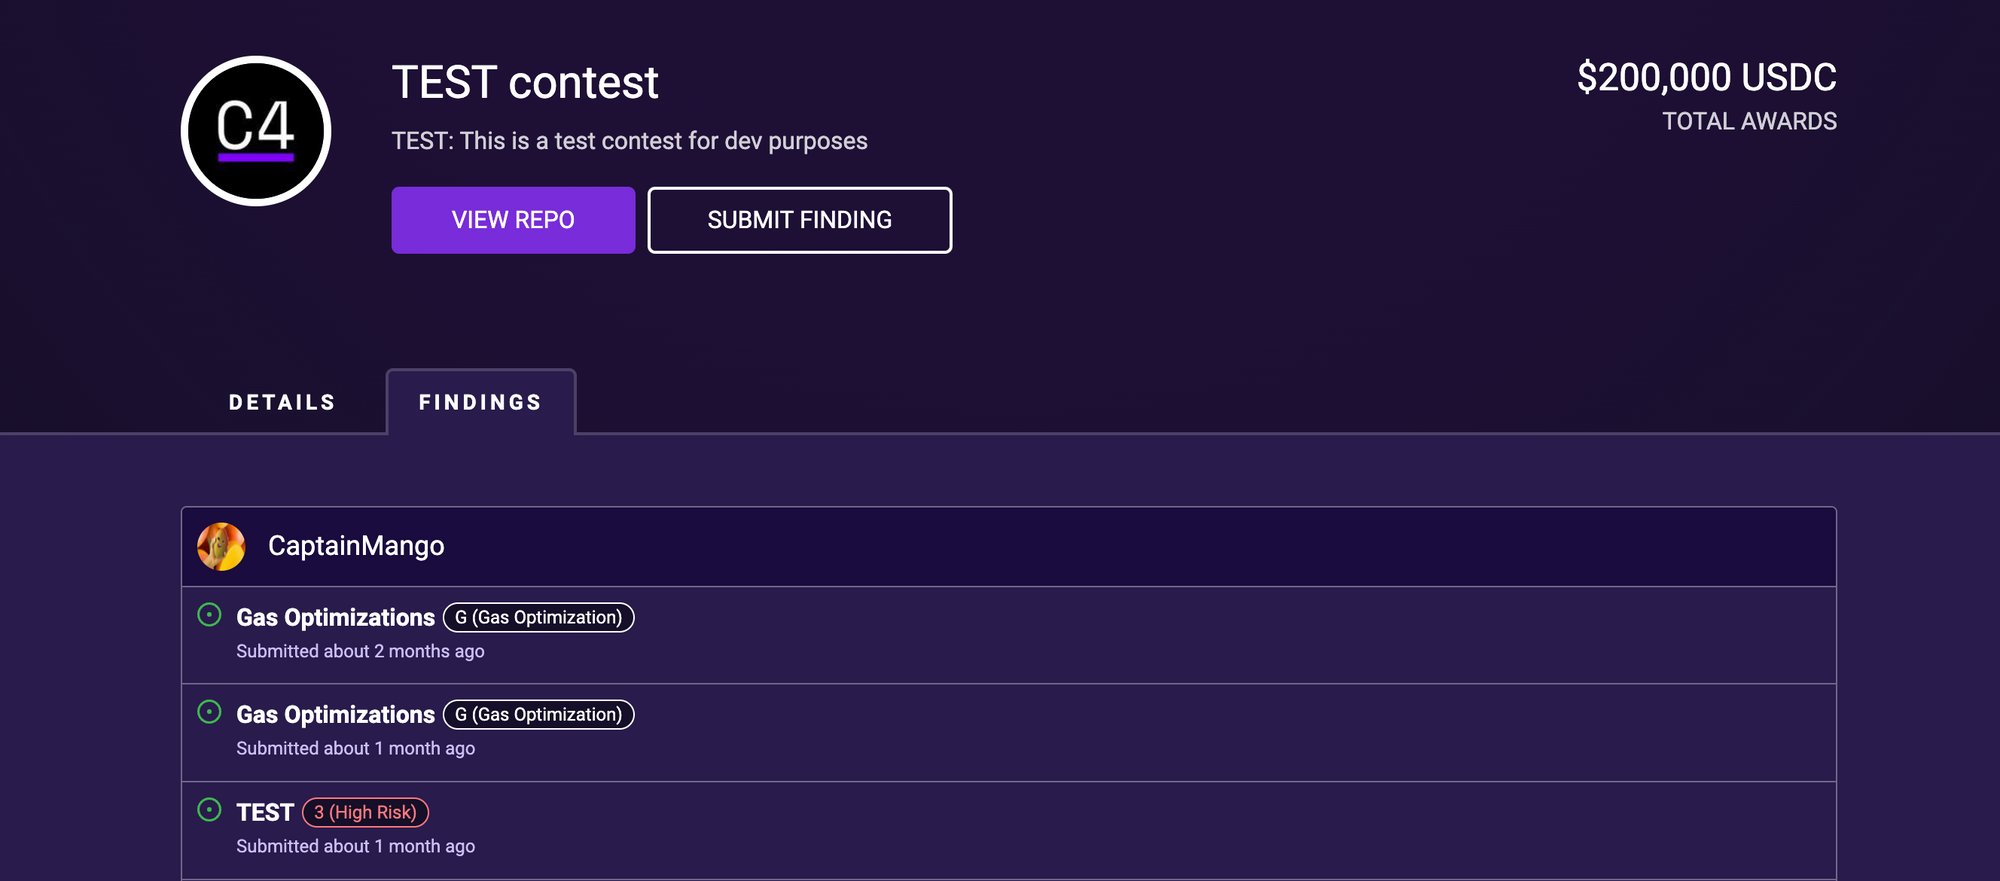 C4
TEST contest
$200,000 USDC
TOTAL AWARDS
TEST: This is a test contest for dev purposes
VIEW REPO
SUBMIT FINDING
DETAILS
FINDINGS
CaptainMango
Gas Optimizations G (Gas Optimization)
Submitted about 2 months ago
Gas Optimizations G (Gas Optimization)
Submitted about 1 month ago
TEST 3 (High Risk)
Submitted about 1 month ago